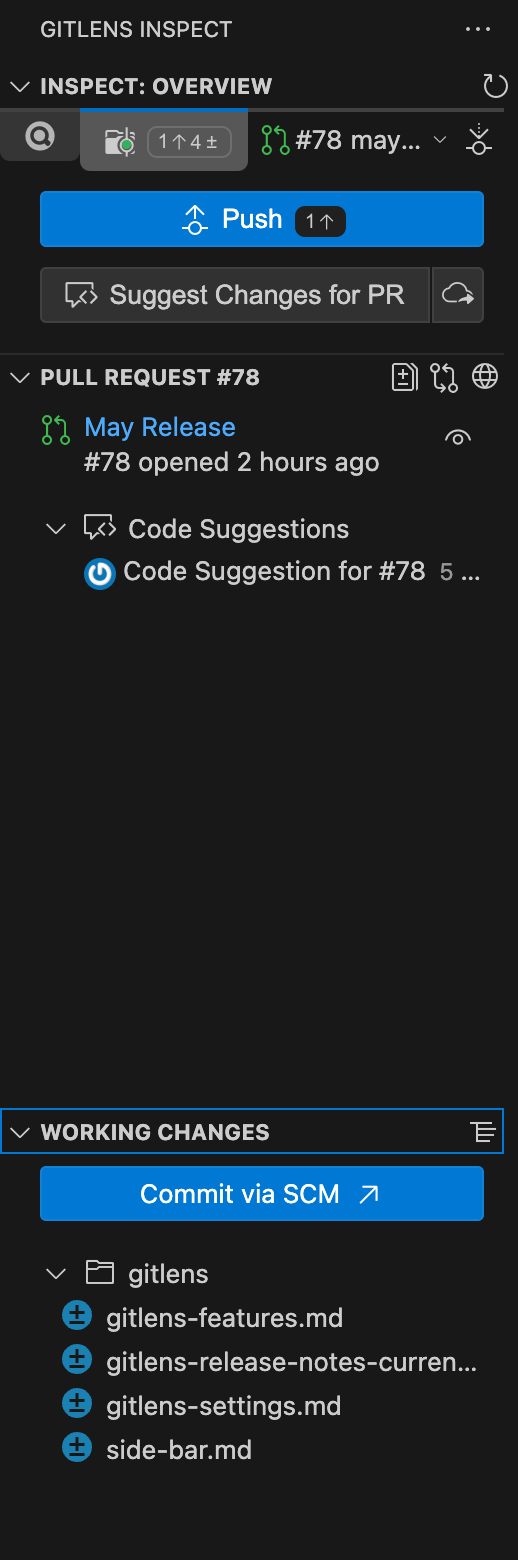 GITLENS INSPECT
INSPECT: OVERVIEW
1↑4± #78 may...
Push 1↑
Suggest Changes for PR
PULL REQUEST #78
May Release
#78 opened 2 hours ago
Code Suggestions
Code Suggestion for #78 5 ...
WORKING CHANGES
Commit via SCM
gitlens
gitlens-features.md
gitlens-release-notes-curren...
gitlens-settings.md
side-bar.md